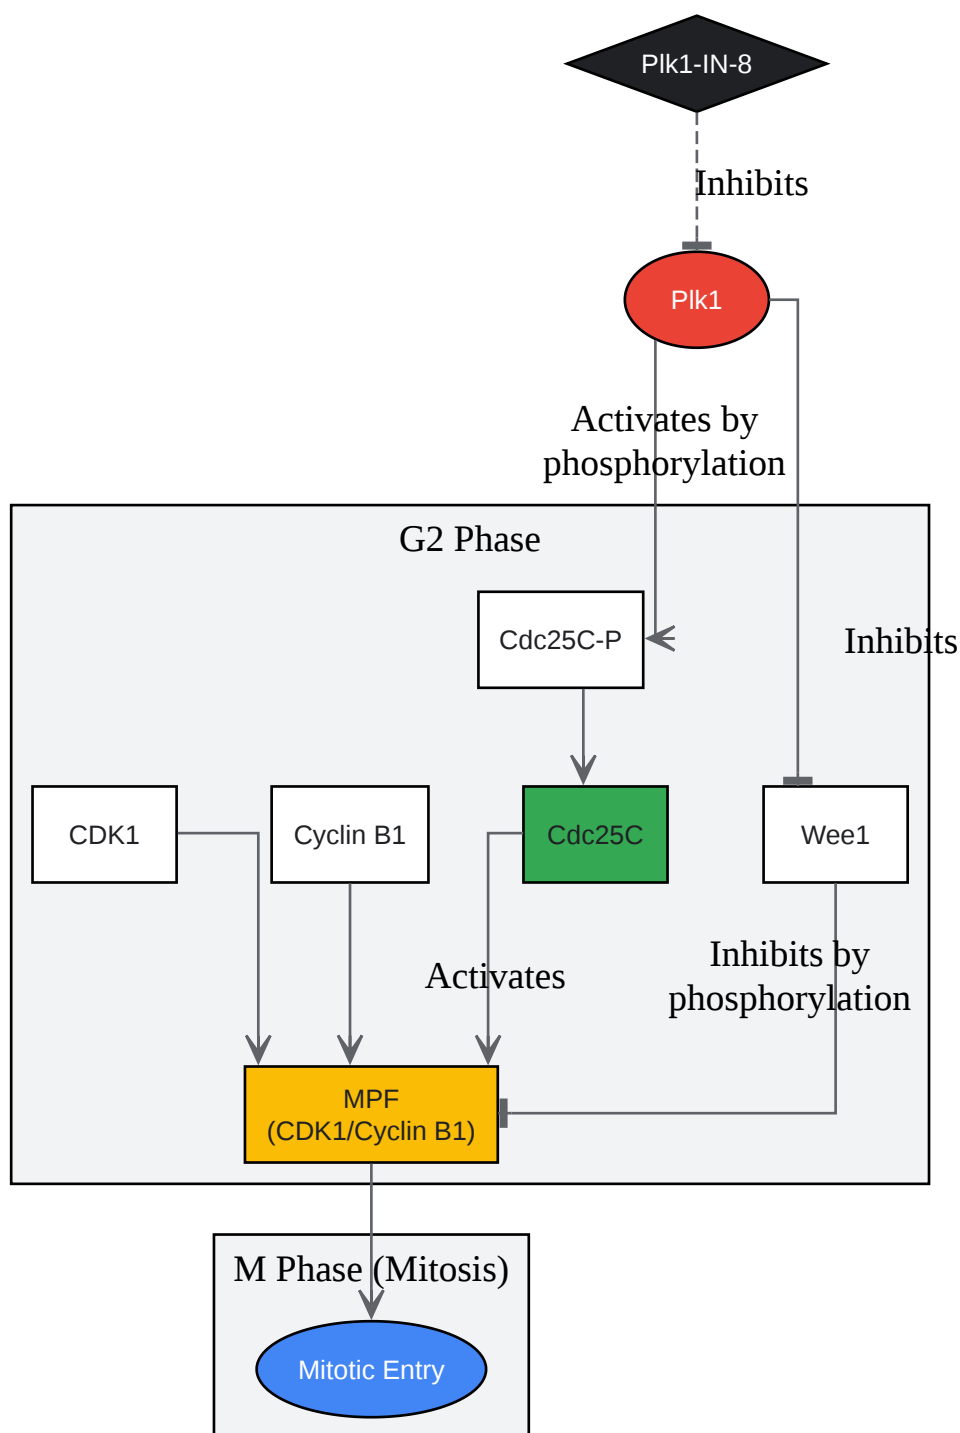 Plk1-IN-8
Inhibits
Plk1
Activates by
phosphorylation
G2 Phase
Cdc25C-P
Inhibits
CDK1
Cyclin B1
Cdc25C
Wee1
Activates
Inhibits by
phosphorylation
MPF
(CDK1/Cyclin B1)
M Phase (Mitosis)
Mitotic Entry